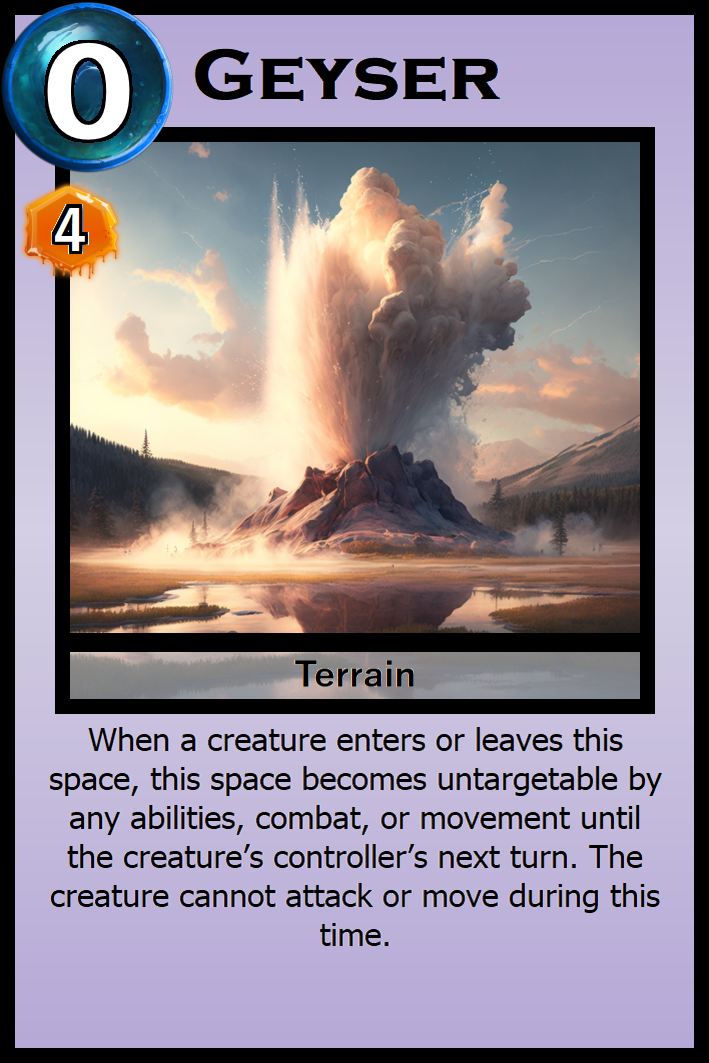 0
GEYSER
4
Terrain
When a creature enters or leaves this
space, this space becomes untargetable by
any abilities, combat, or movement until
the creature’s controller’s next turn. The
creature cannot attack or move during this
time.